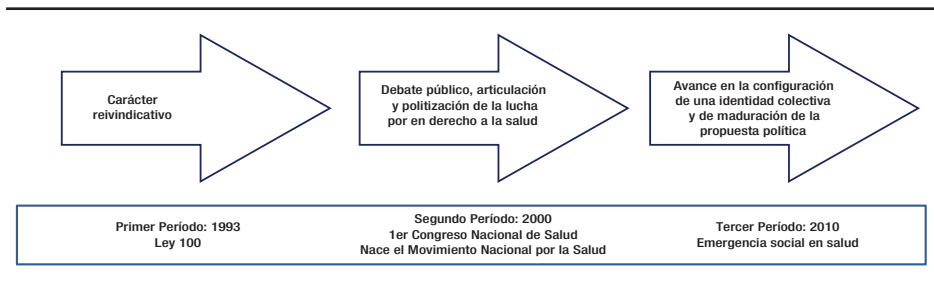 Carácter
reivindicativo
Debate público, articulación
y politización de la lucha
por en derecho a la salud
Avance en la configuración
de una identidad colectiva
y de maduración de la
propuesta política
Primer Período: 1993
Ley 100
Segundo Período: 2000
1er Congreso Nacional de Salud
Nace el Movimiento Nacional por la Salud
Tercer Período: 2010
Emergencia social en salud